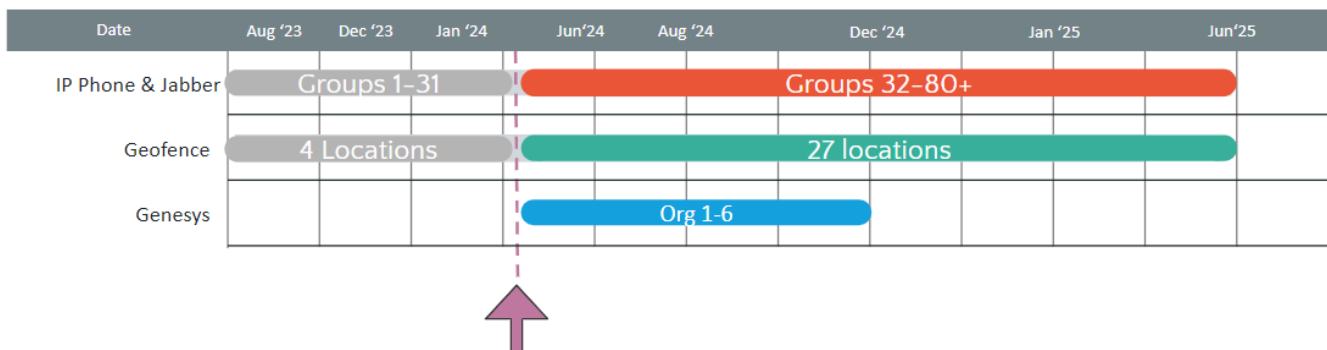 Date Aug '23 Dec '23 Jan '24 Jun'24 Aug '24 Dec '24 Jan '25 Jun'25
IP Phone & Jabber Groups 1-31 Groups 32-80+
Geofence 4 Locations 27 locations
Genesys Org 1-6